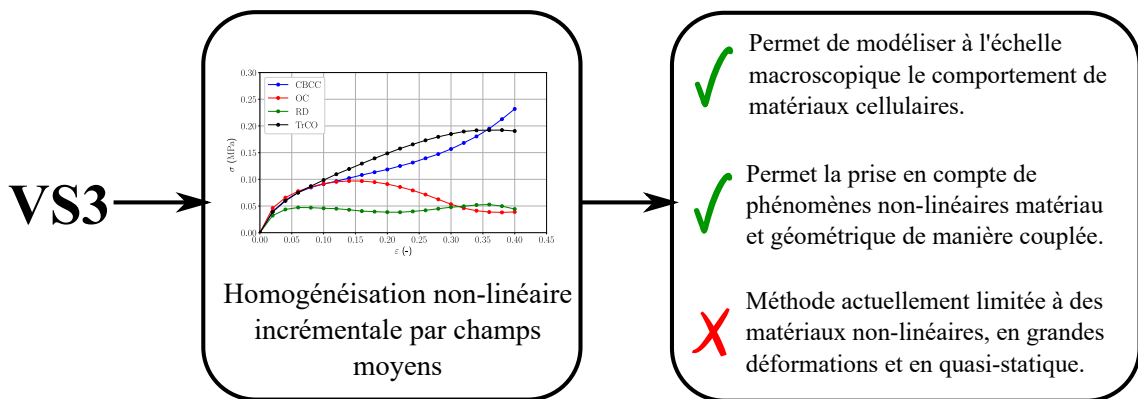 VS3
0.30
0.25
0.20
0.15
0.10
0.05
0.00
σ (MPa)
CBCC
OC
RD
TrCO
0.00 0.05 0.10 0.15 0.20 0.25 0.30 0.35 0.40 0.45
ε (-)
Homogénéisation non-linéaire
incrémentale par champs
moyens
Permet de modéliser à l'échelle
macroscopique le comportement de
matériaux cellulaires.
Permet la prise en compte de
phénomènes non-linéaires matériau
et géométrique de manière couplée.
Méthode actuellement limitée à des
matériaux non-linéaires, en grandes
déformations et en quasi-statique.